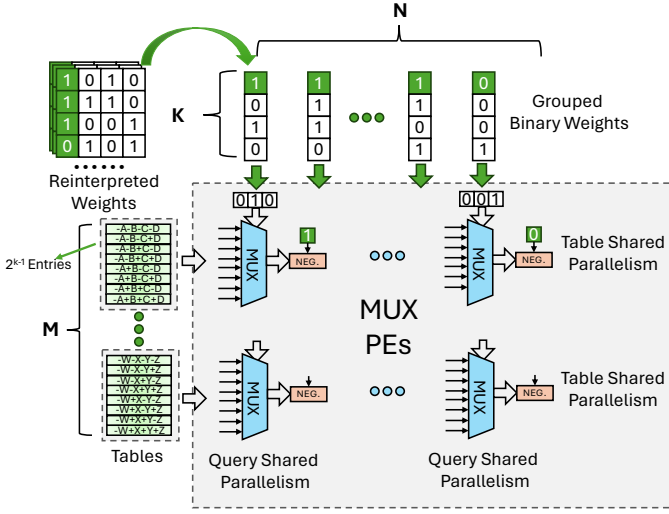 N
1 0 1 0
1 1 1 0
1 0 0 1
0 1 0 1
K
1 0 1 0
1 1 1 0
1 1 1 0
0 0 0 1
Grouped
Binary Weights
Reinterpreted
Weights
0 1 0
0 0 1
-A-B-C-D
-A-B-C+D
-A-B+C-D
-A-B+C+D
-A+B-C-D
-A+B-C+D
-A+B+C-D
-A+B+C+D
2^k-1 Entries
M
MUX
1
NEG.
MUX
0
NEG.
Table Shared
Parallelism
MUX
PEs
-W-X-Y-Z
-W-X-Y+Z
-W-X+Y-Z
-W-X+Y+Z
-W+X-Y-Z
-W+X-Y+Z
-W+X+Y-Z
-W+X+Y+Z
Tables
MUX
NEG.
MUX
NEG.
Table Shared
Parallelism
Query Shared
Parallelism
Query Shared
Parallelism